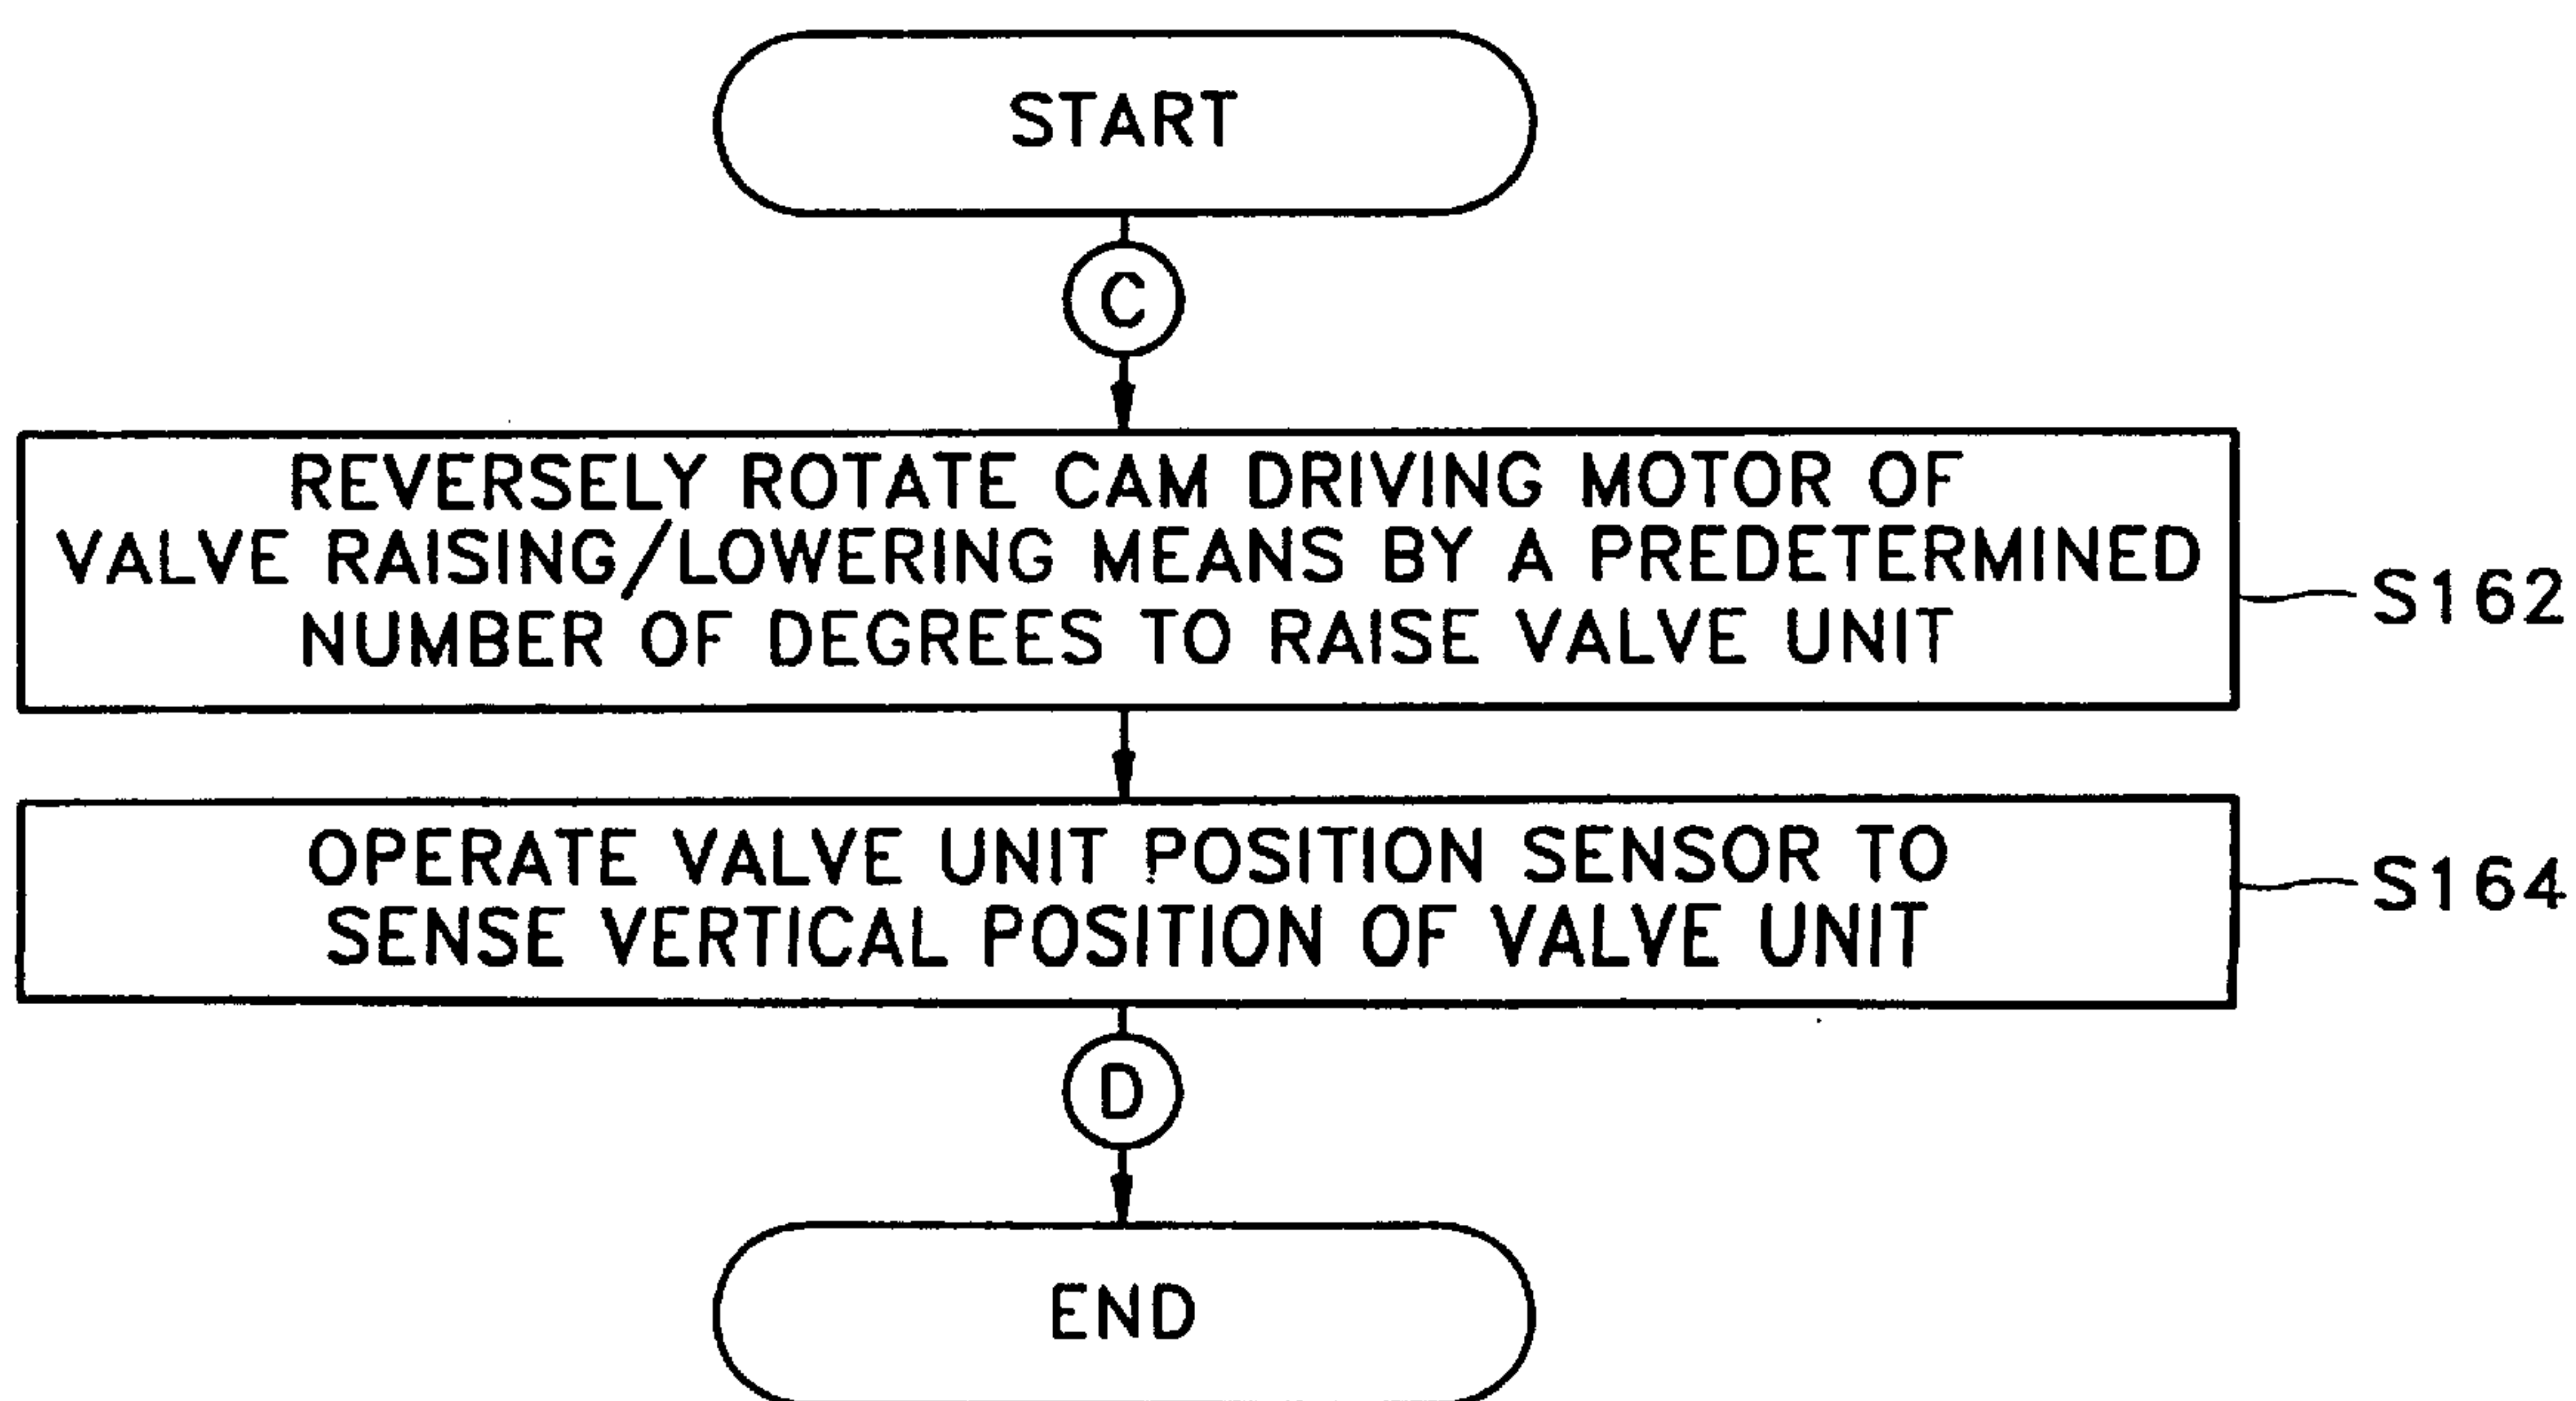 START
C
REVERSELY ROTATE CAM DRIVING MOTOR OF
VALVE RAISING/LOWERING MEANS BY A PREDETERMINED
NUMBER OF DEGREES TO RAISE VALVE UNIT
S162
OPERATE VALVE UNIT POSITION SENSOR TO
SENSE VERTICAL POSITION OF VALVE UNIT
S164
D
END